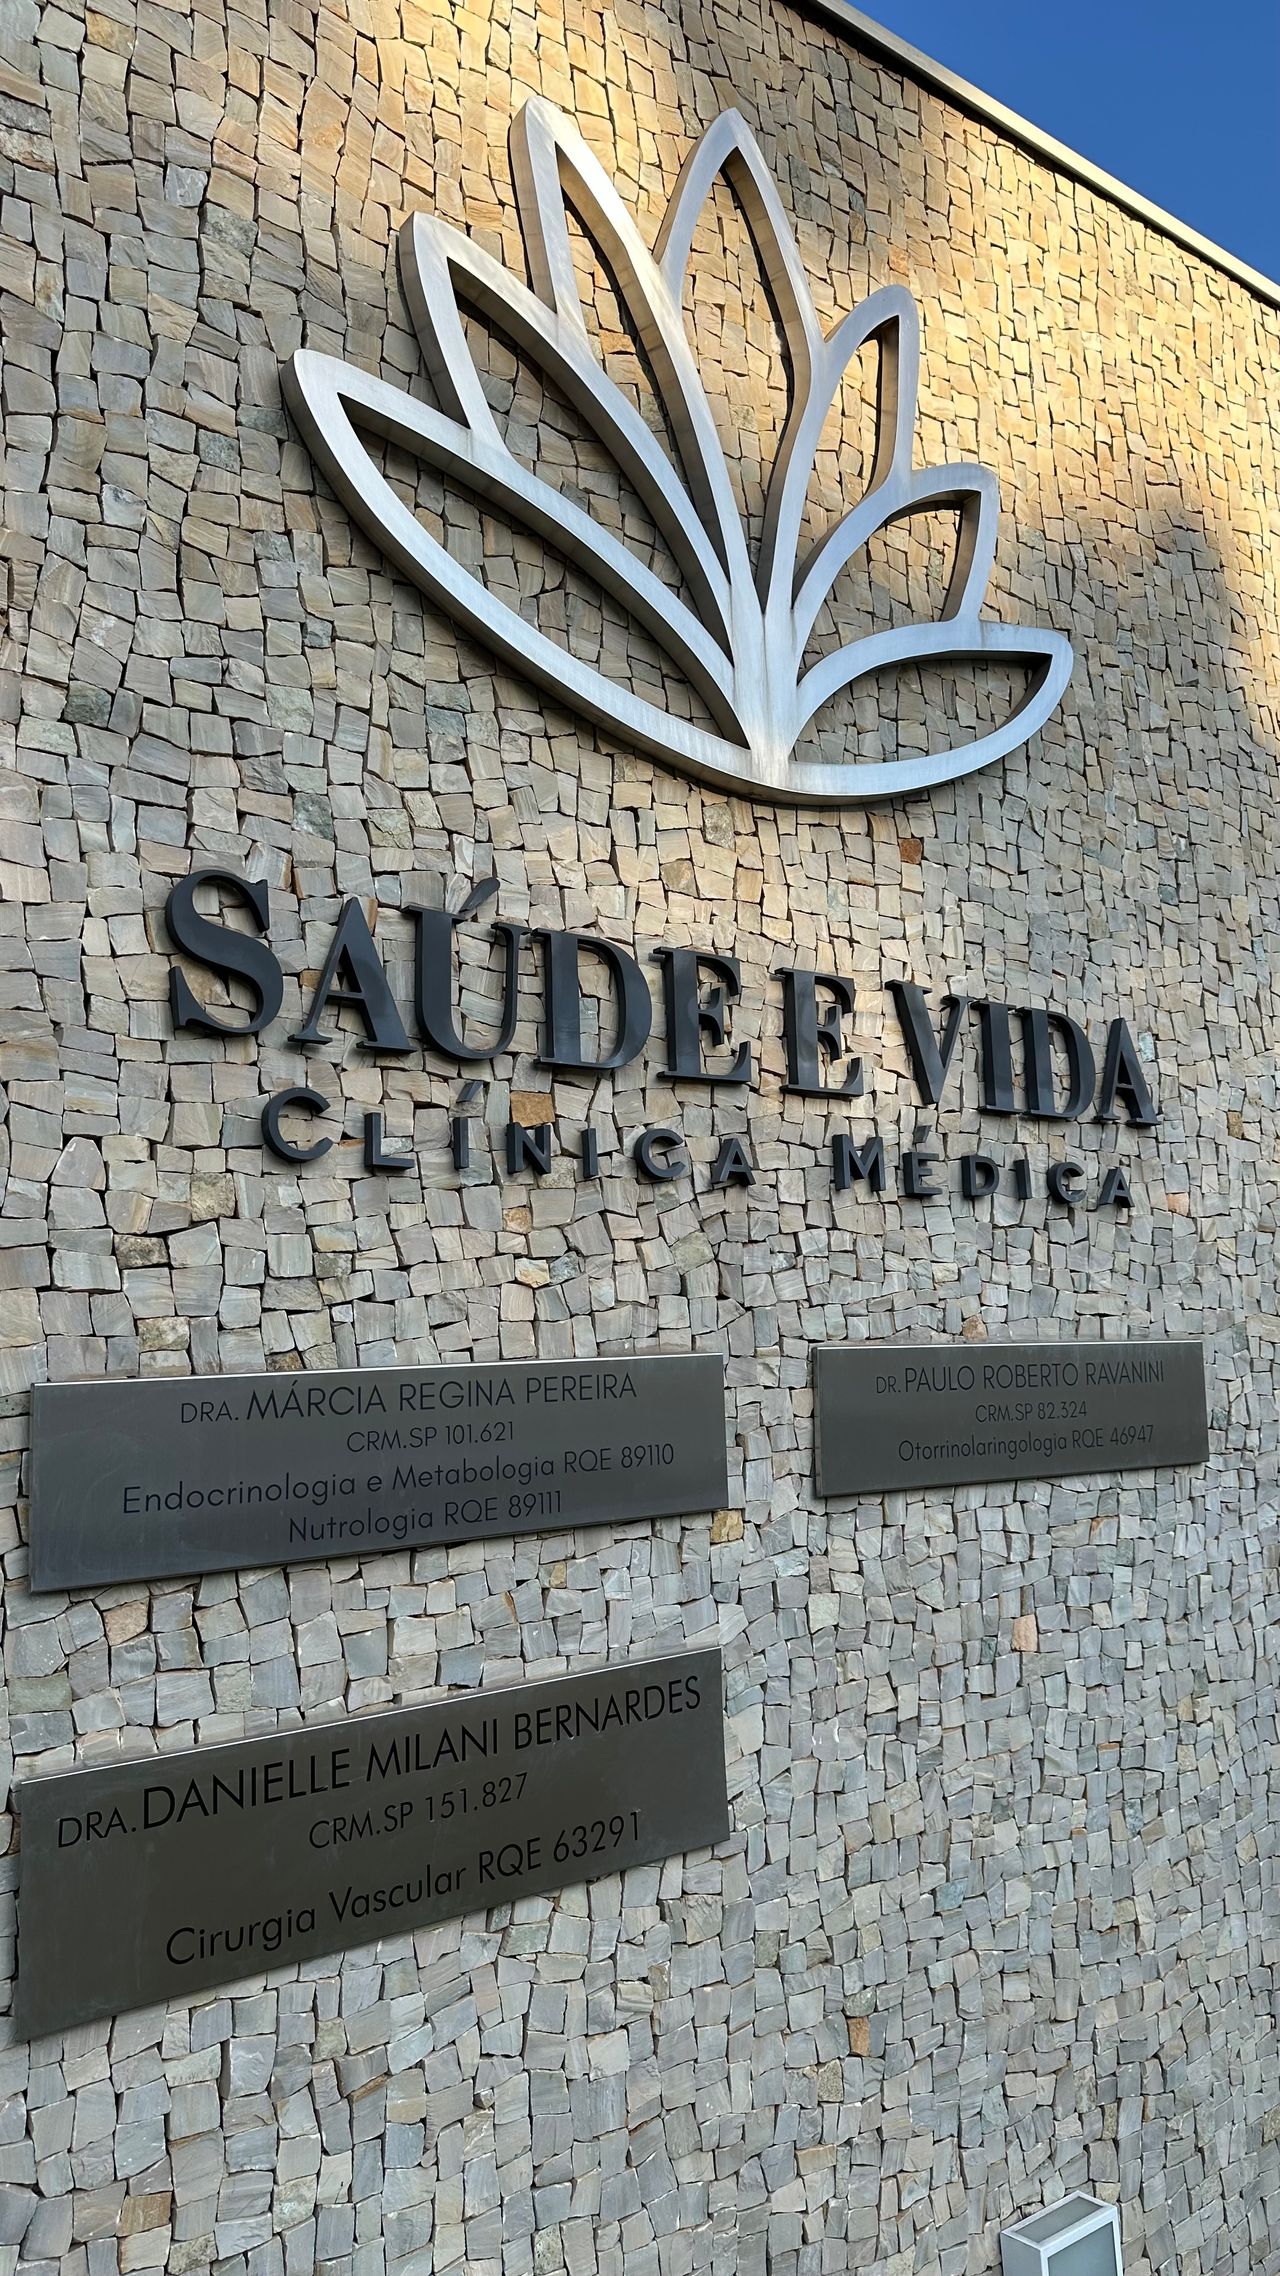 SAÚDE E VIDA
CLÍNICA MÉDICA
DRA. MÁRCIA REGINA PEREIRA
CRM.SP 101.621
Endocrinologia e Metabologia RQE 89110
Nutrologia RQE 89111
DR. PAULO ROBERTO RAVANINI
CRM.SP 82.324
Otorrinolaringologia RQE 46947
DRA. DANIELLE MILANI BERNARDES
CRM.SP 151.827
Cirurgia Vascular RQE 63291